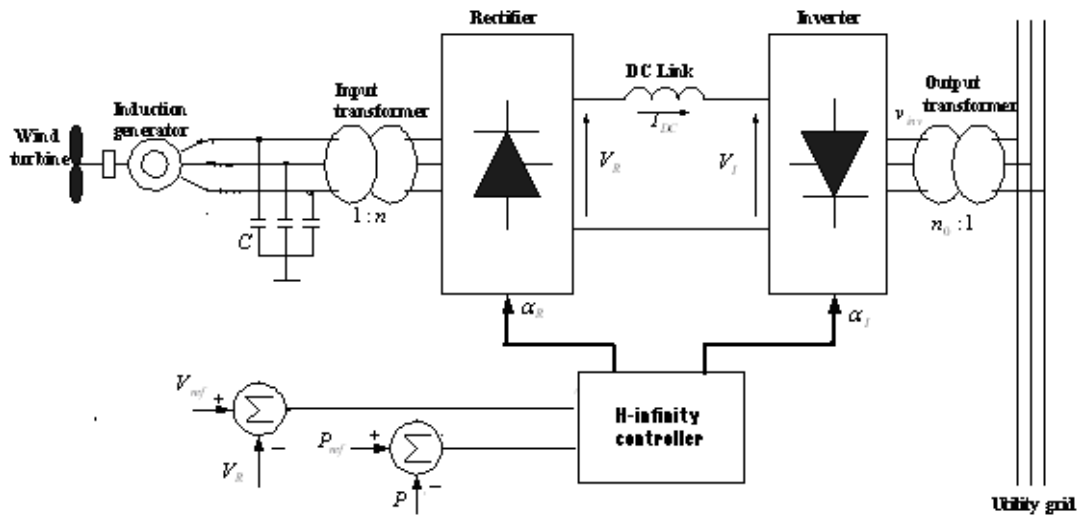 Rectifier
Inverter
DC Link
Input
transformer
Output
transformer
Induction
generator
Wind
turbine
I_DC
v_inv
V_R
V_I
1 : n
n_0 : 1
C
α_R
α_I
V_ref
+
Σ
−
V_R
P_ref
+
Σ
−
P
H-infinity
controller
Utility grid